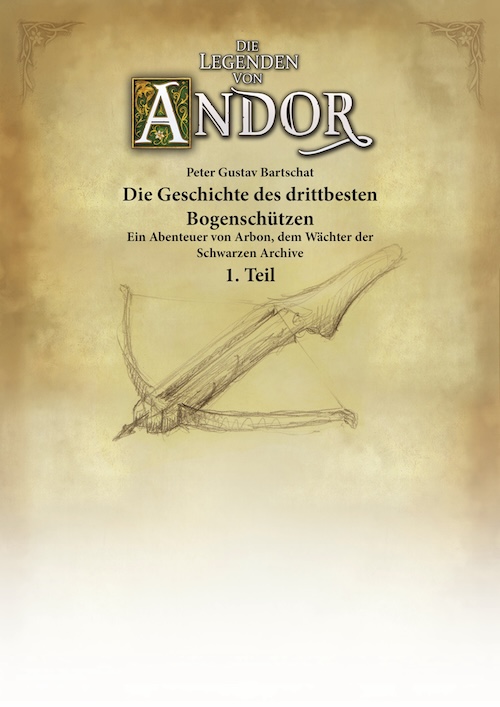 DIE
LEGENDEN
VON
ANDOR
Peter Gustav Bartschat
Die Geschichte des drittbesten
Bogenschützen
Ein Abenteuer von Arbon, dem Wächter der
Schwarzen Archive
1. Teil